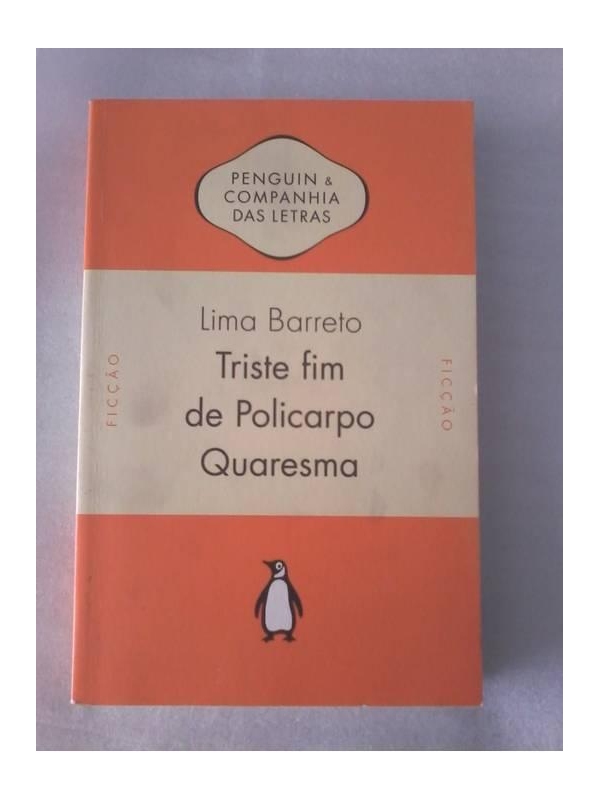 PENGUIN &
COMPANHIA
DAS LETRAS
Lima Barreto
Triste fim
de Policarpo
Quaresma
FICÇÃO
FICÇÃO